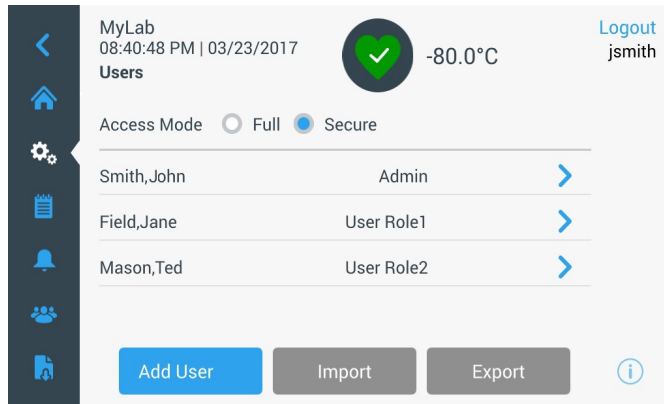 MyLab
08:40:48 PM | 03/23/2017
Users
-80.0°C
Logout
jsmith
Access Mode Full Secure
Smith,John Admin
Field,Jane User Role1
Mason,Ted User Role2
Add User Import Export
i